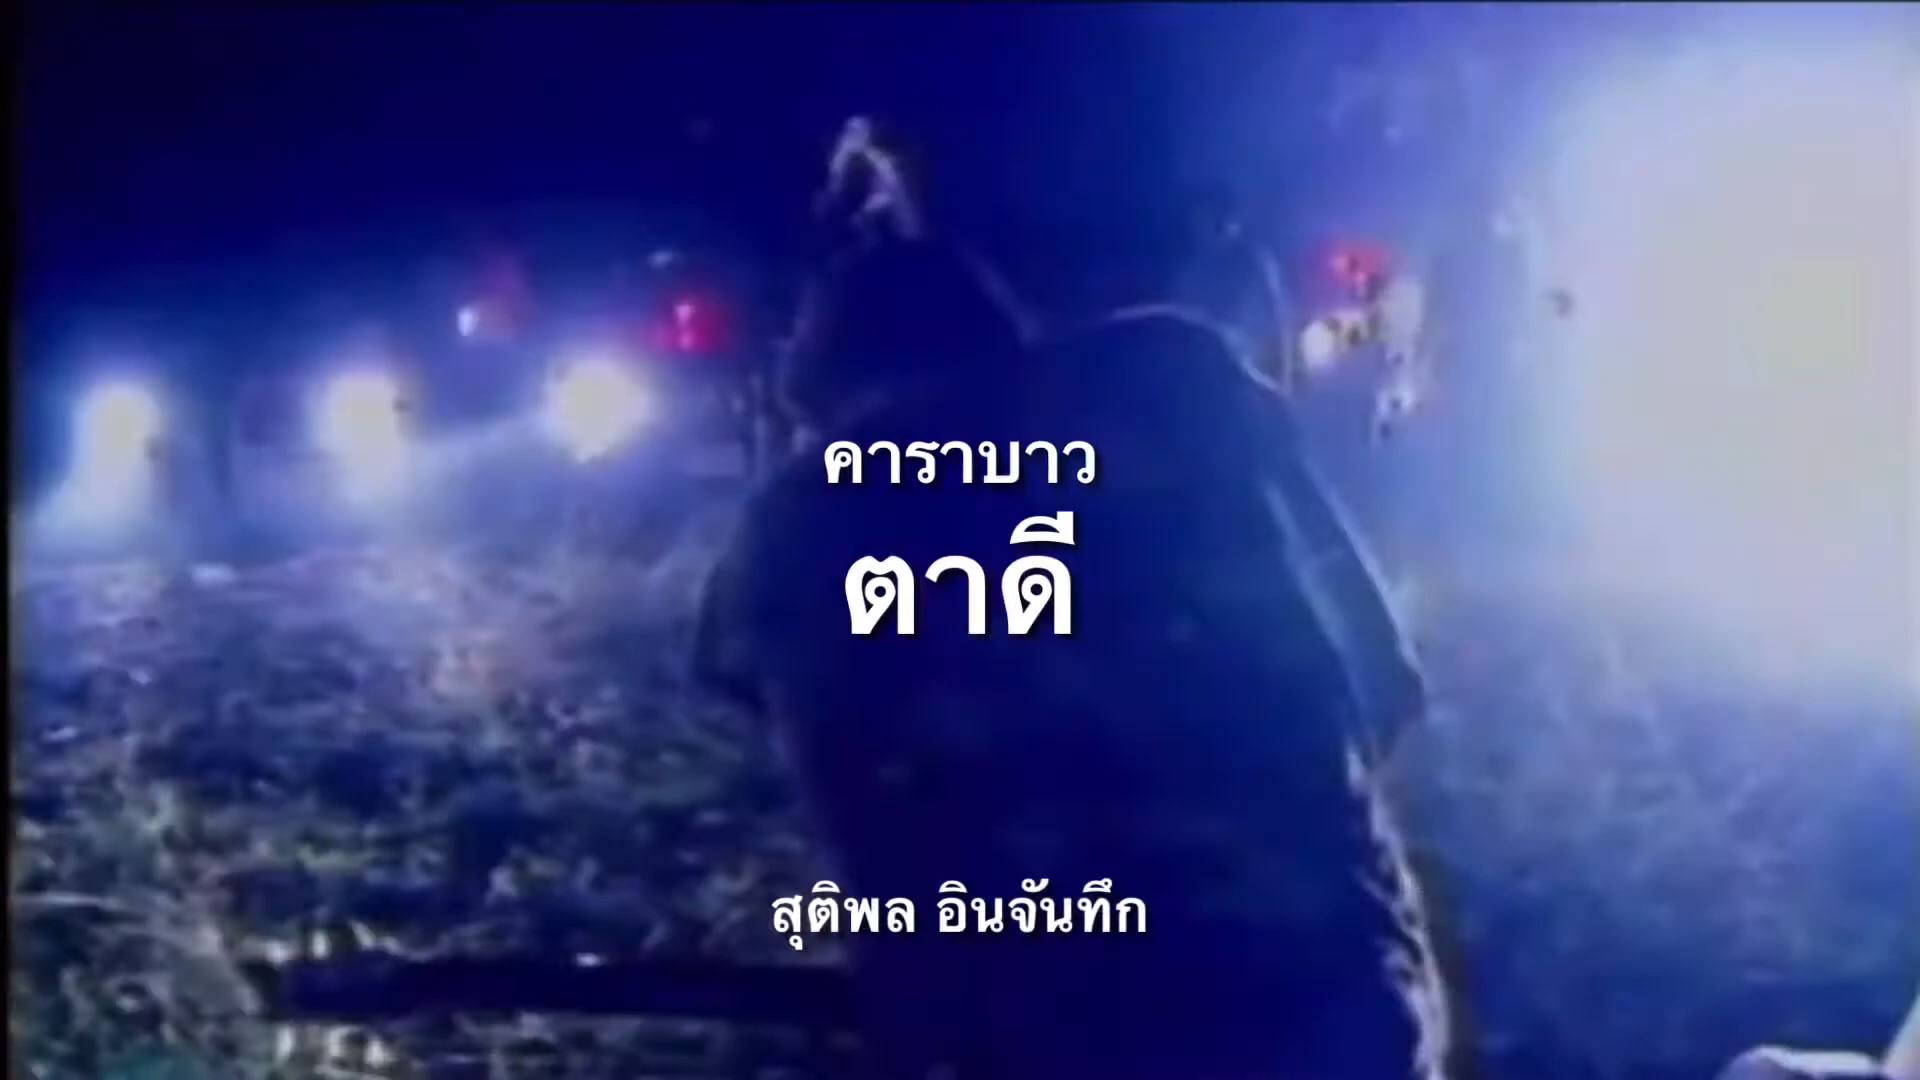 คาราบาว
ตาดี
สุติพล อินจันทึก